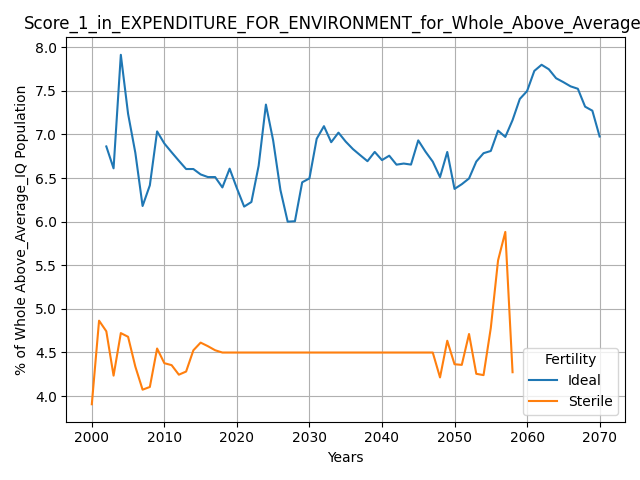 Score_1_in_EXPENDITURE_FOR_ENVIRONMENT_for_Whole_Above_Average
% of Whole Above_Average_IQ Population
8.0
7.5
7.0
6.5
6.0
5.5
5.0
4.5
4.0
Fertility
Ideal
Sterile
2000 2010 2020 2030 2040 2050 2060 2070
Years